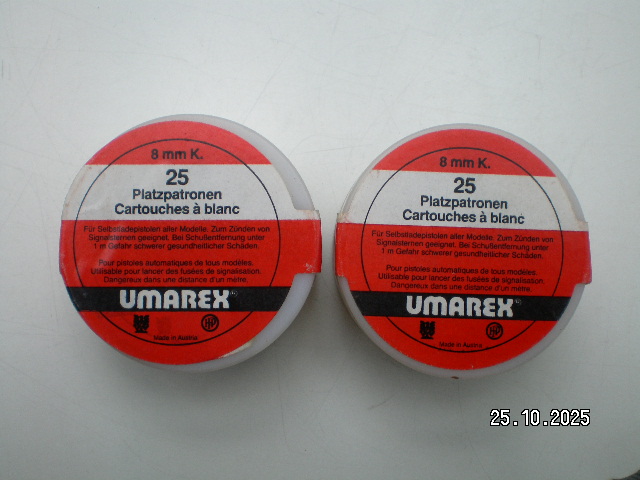 8 mm K.
25
Platzpatronen
Cartouches à blanc
Für Selbstladepistolen aller Modelle. Zum Zünden von
Signalsternen geeignet. Bei Schußentfernung unter
1 m Gefahr schwerer gesundheitlicher Schäden.
Pour pistoles automatiques de tous modèles.
Utilisable pour lancer des fusées de signalisation.
Dangereux dans une distance d'un mètre.
UMAREX
Made in Austria
8 mm K.
25
Platzpatronen
Cartouches à blanc
Für Selbstladepistolen aller Modelle. Zum Zünden von
Signalsternen geeignet. Bei Schußentfernung unter
1 m Gefahr schwerer gesundheitlicher Schäden.
Pour pistoles automatiques de tous modèles.
Utilisable pour lancer des fusées de signalisation.
Dangereux dans une distance d'un mètre.
UMAREX
Made in Austria
25.10.2025